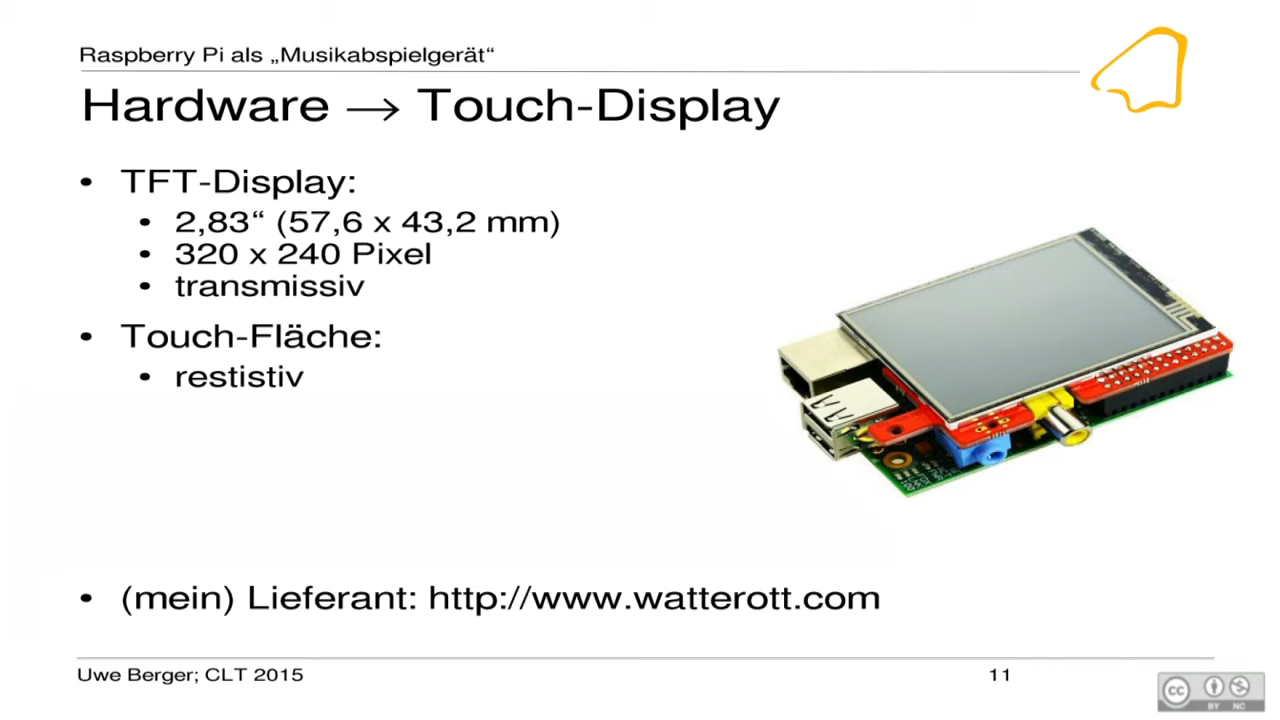 Raspberry Pi als „Musikabspielgerät“
Hardware → Touch-Display
• TFT-Display:
• 2,83“ (57,6 x 43,2 mm)
• 320 x 240 Pixel
• transmissiv
• Touch-Fläche:
• restistiv
• (mein) Lieferant: http://www.watterott.com
Uwe Berger; CLT 2015
11
cc
BY NC